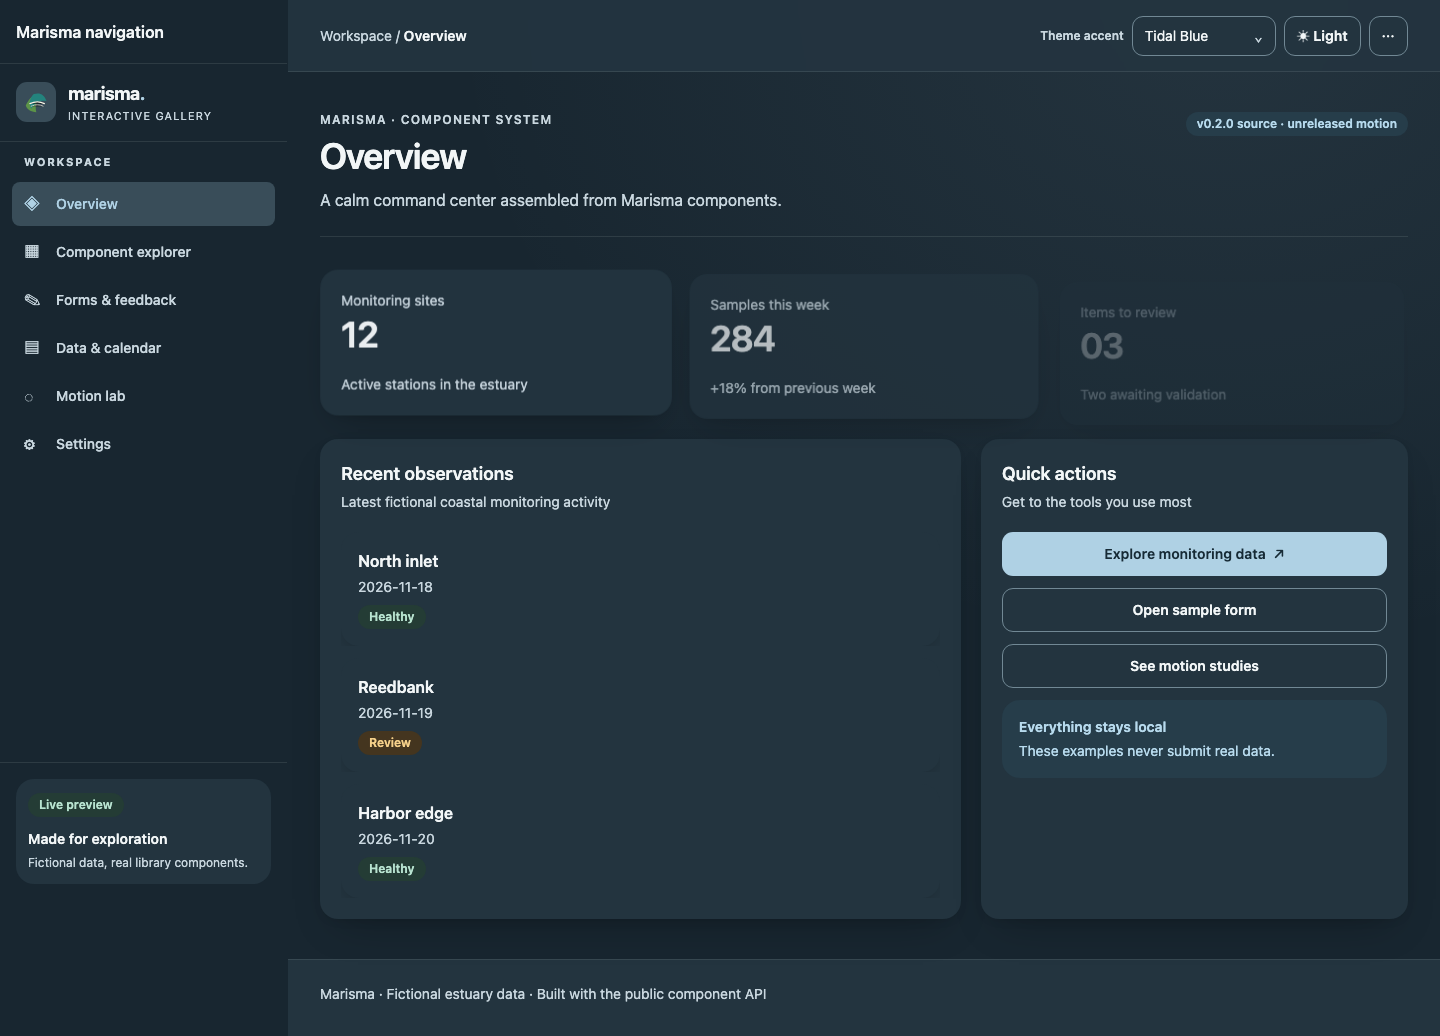 Marisma navigation
marisma.
INTERACTIVE GALLERY
WORKSPACE
Overview
Component explorer
Forms & feedback
Data & calendar
Motion lab
Settings
Live preview
Made for exploration
Fictional data, real library components.
Workspace / Overview
Theme accent
Tidal Blue
Light
···
MARISMA · COMPONENT SYSTEM
v0.2.0 source · unreleased motion
Overview
A calm command center assembled from Marisma components.
Monitoring sites
12
Active stations in the estuary
Samples this week
284
+18% from previous week
Items to review
03
Two awaiting validation
Recent observations
Latest fictional coastal monitoring activity
North inlet
2026-11-18
Healthy
Reedbank
2026-11-19
Review
Harbor edge
2026-11-20
Healthy
Quick actions
Get to the tools you use most
Explore monitoring data ↗
Open sample form
See motion studies
Everything stays local
These examples never submit real data.
Marisma · Fictional estuary data · Built with the public component API